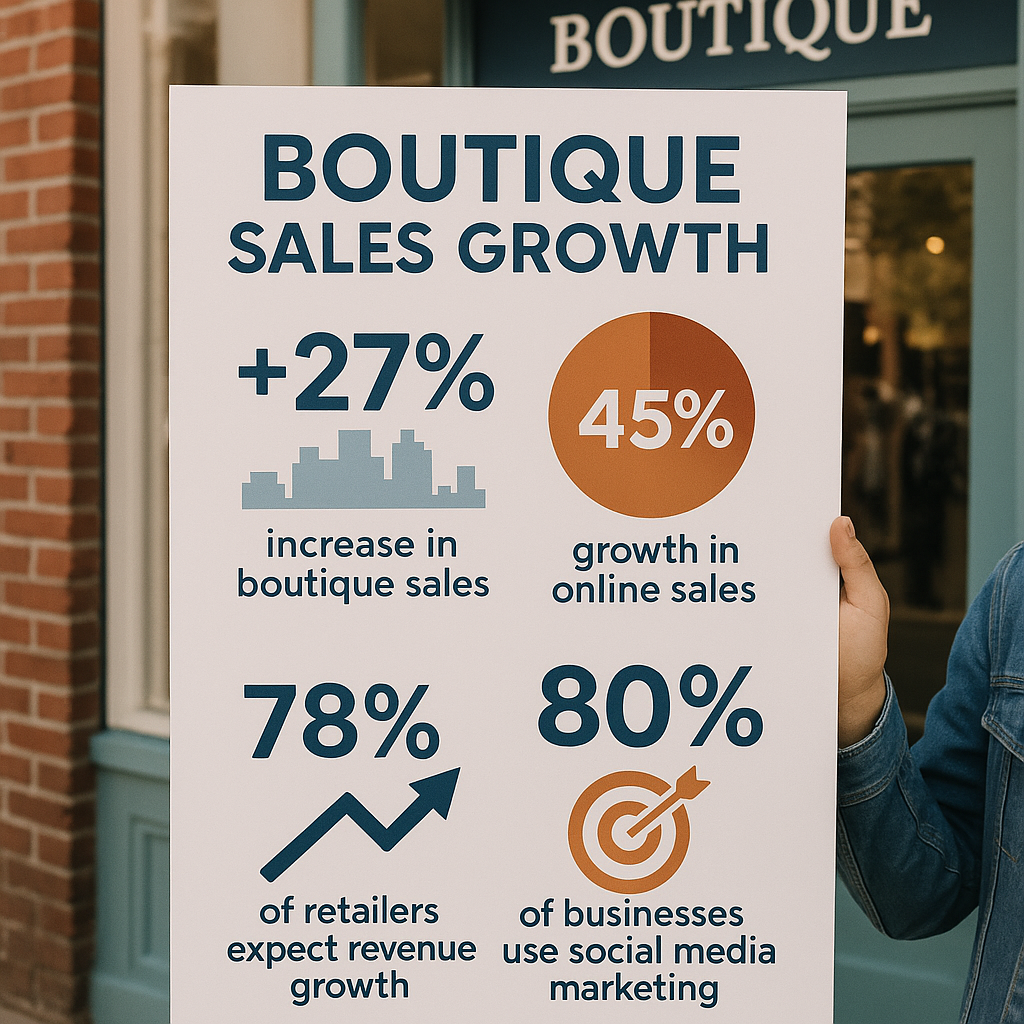 BOUTIQUE
BOUTIQUE
SALES GROWTH
+27%
increase in
boutique sales
45%
growth in
online sales
78%
of retailers
expect revenue
growth
80%
of businesses
use social media
marketing